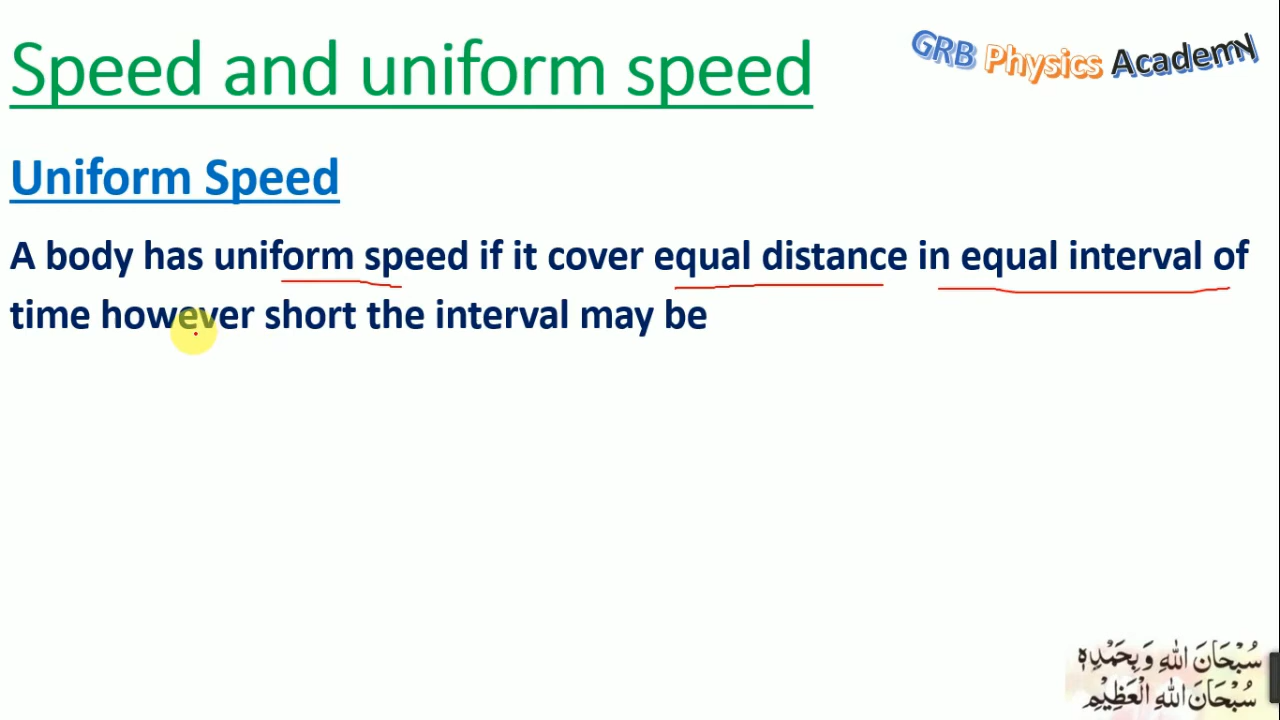 Speed and uniform speed
GRB Physics Academy
Uniform Speed
A body has uniform speed if it cover equal distance in equal interval of
time however short the interval may be
سُبْحَانَ اللهِ وَ بِحَمْدِهٖ
سُبْحَانَ اللهِ الْعَظِيْمِ